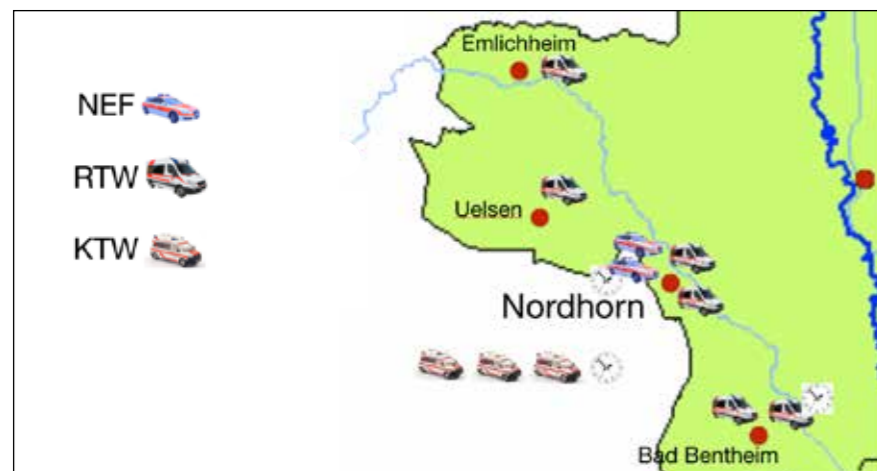 NEF
RTW
KTW
Emlichheim
Uelsen
Nordhorn
Bad Bentheim